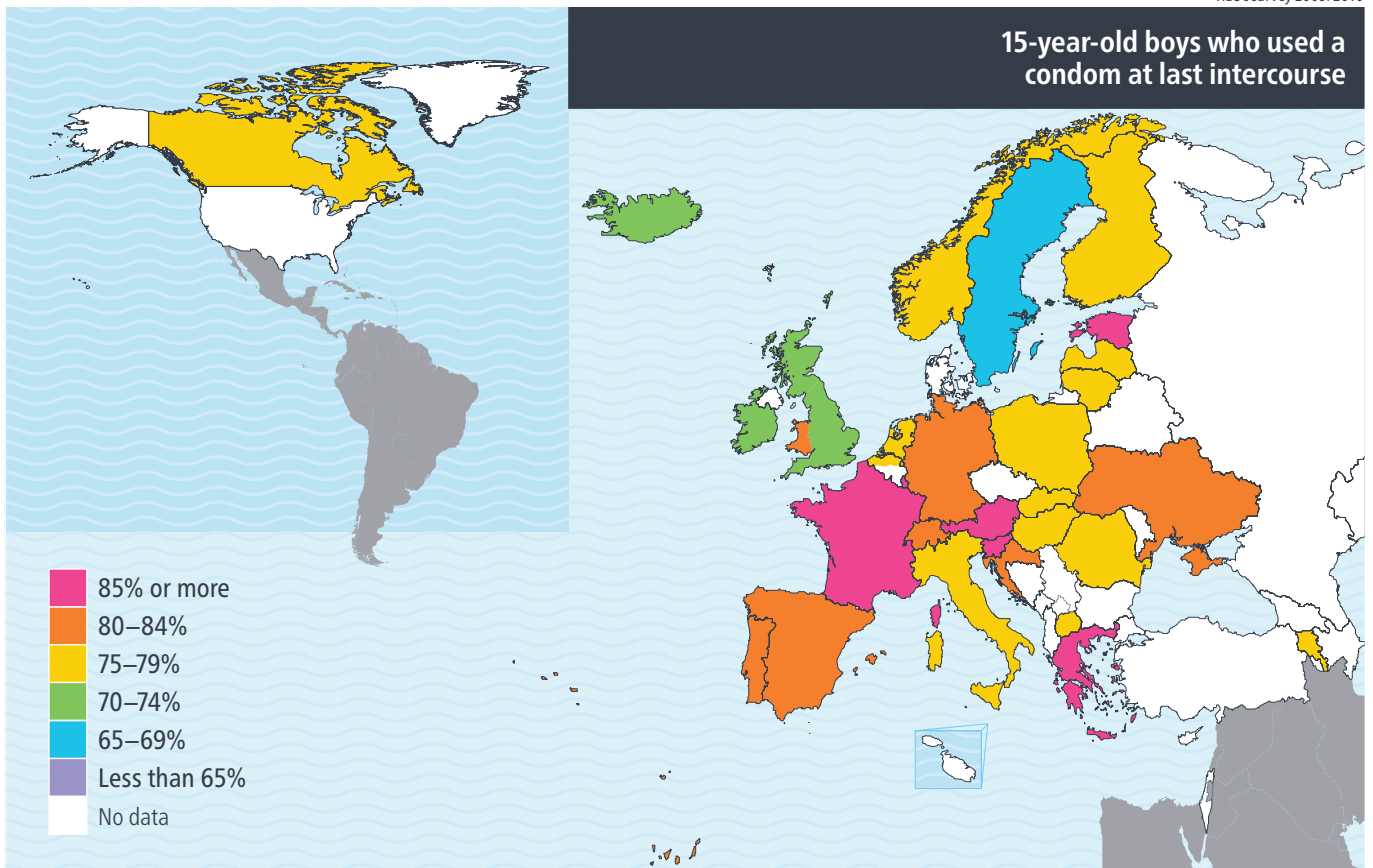 15-year-old boys who used a
condom at last intercourse
85% or more
80–84%
75–79%
70–74%
65–69%
Less than 65%
No data